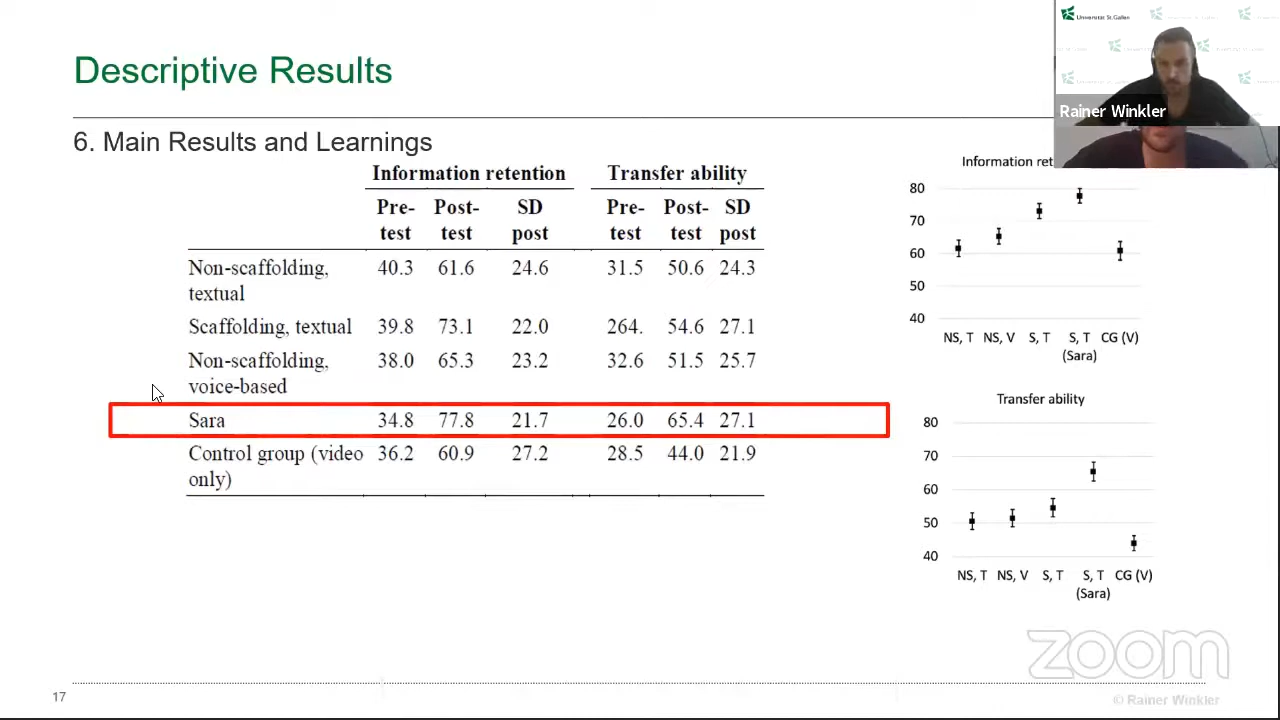 Descriptive Results
6. Main Results and Learnings
Universität St.Gallen
Rainer Winkler
Information retention Transfer ability
Pre-test Post-test SD post Pre-test Post-test SD post
Non-scaffolding, textual 40.3 61.6 24.6 31.5 50.6 24.3
Scaffolding, textual 39.8 73.1 22.0 264. 54.6 27.1
Non-scaffolding, voice-based 38.0 65.3 23.2 32.6 51.5 25.7
Sara 34.8 77.8 21.7 26.0 65.4 27.1
Control group (video only) 36.2 60.9 27.2 28.5 44.0 21.9
Information ret
80
70
60
50
40
NS, T NS, V S, T S, T (Sara) CG (V)
Transfer ability
80
70
60
50
40
NS, T NS, V S, T S, T (Sara) CG (V)
zoom
17
© Rainer Winkler